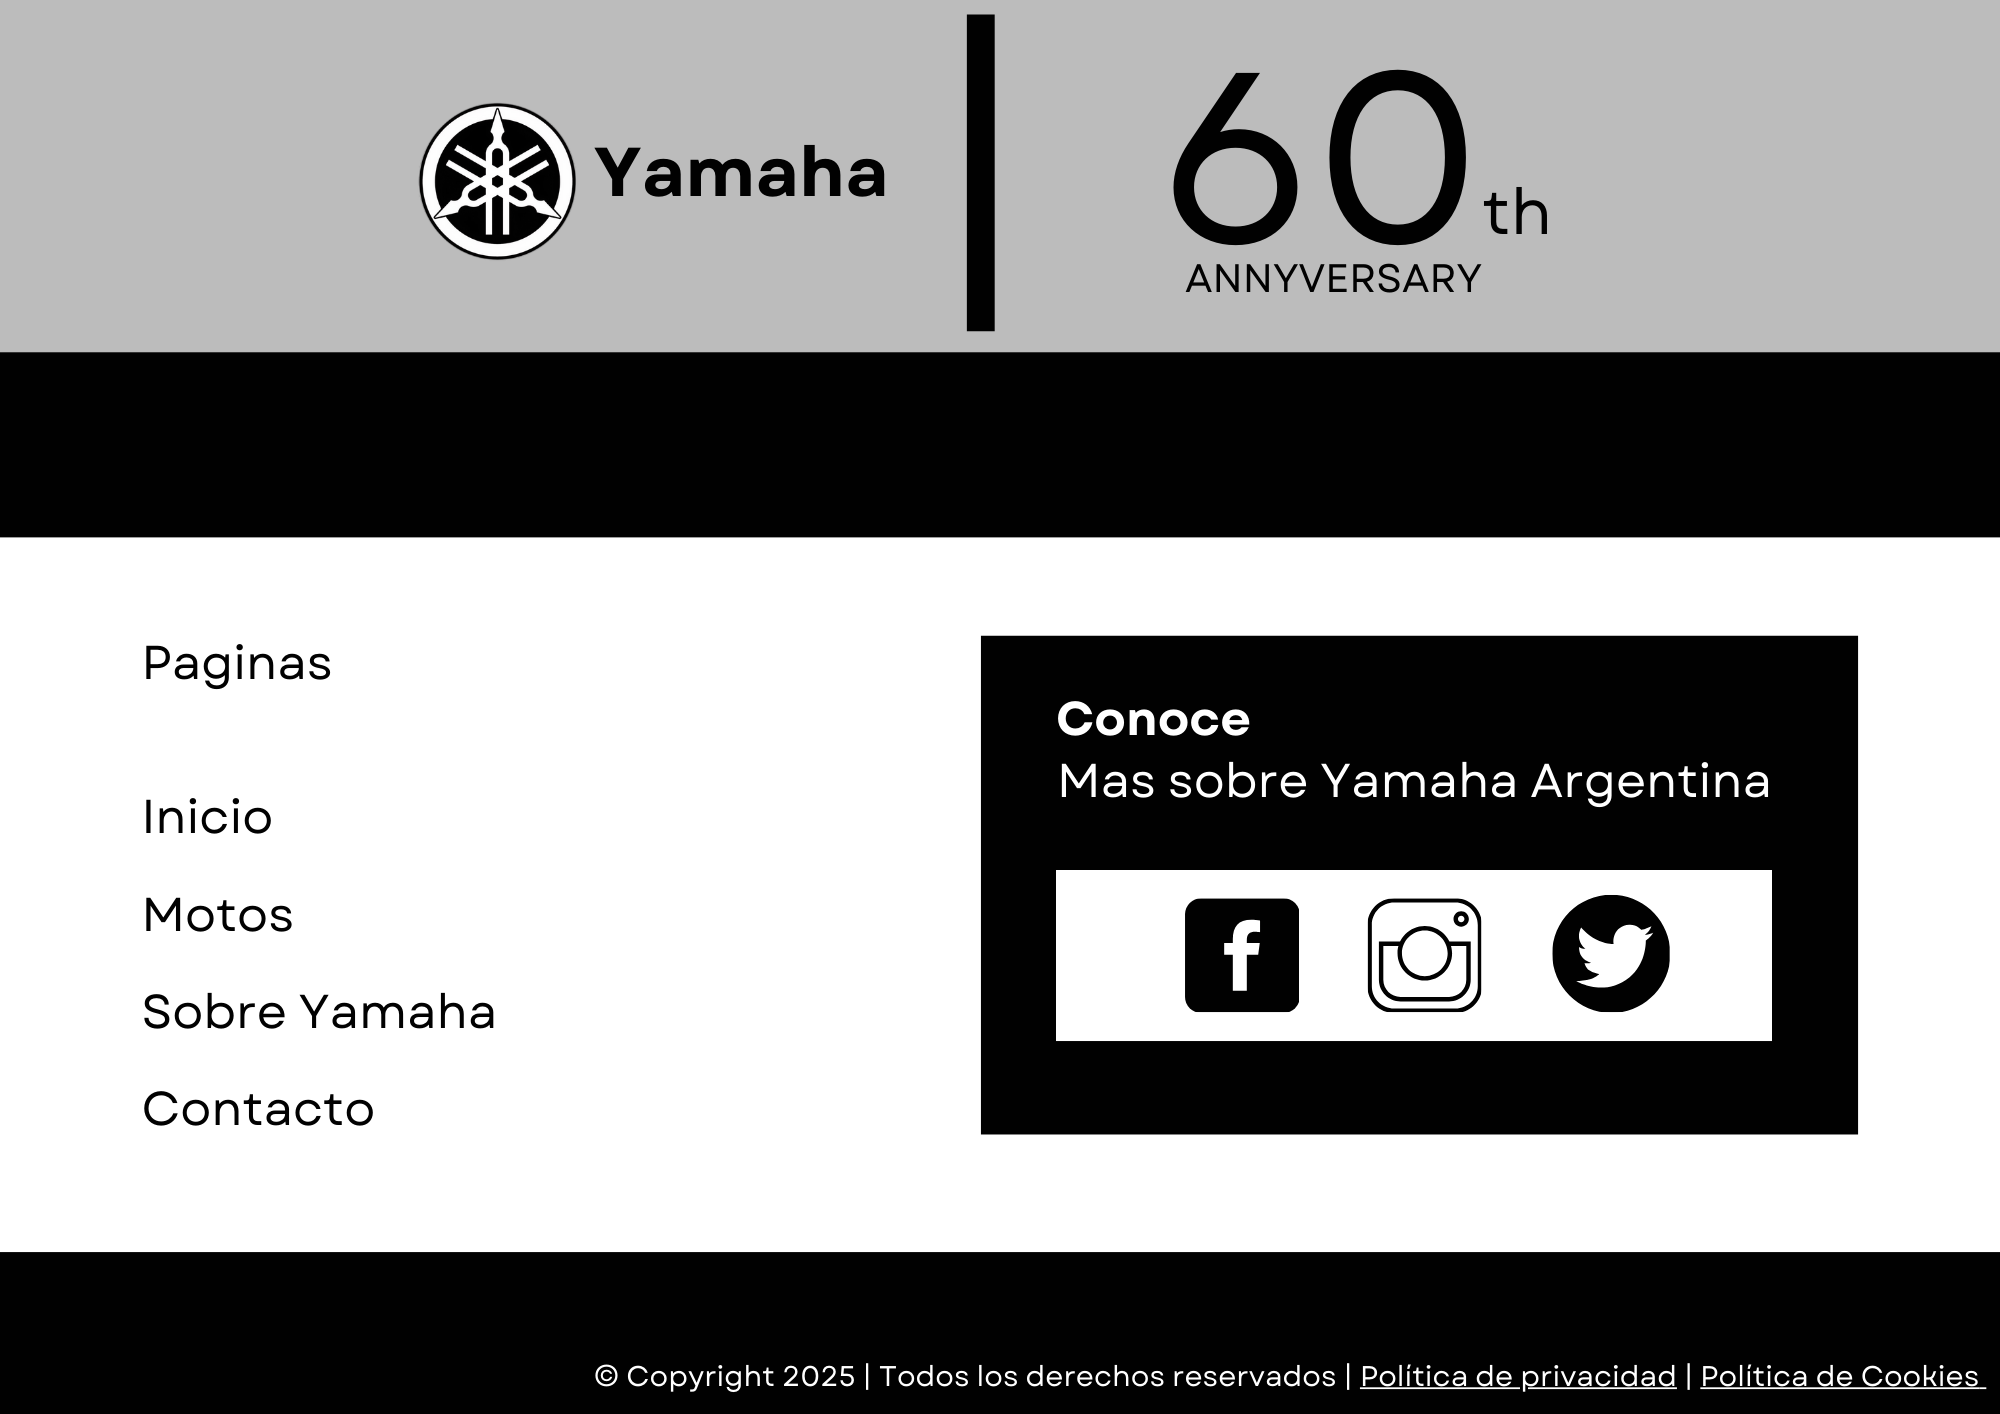 Yamaha
60th
ANNYVERSARY
Paginas
Inicio
Motos
Sobre Yamaha
Contacto
Conoce
Mas sobre Yamaha Argentina
© Copyright 2025 | Todos los derechos reservados | Política de privacidad | Política de Cookies